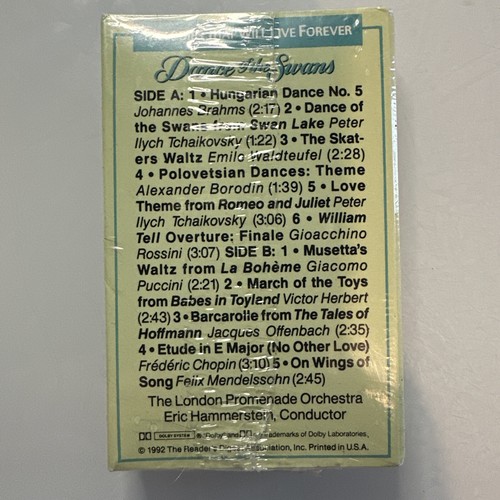 WILL LIVE FOREVER
Dance of the Swans
SIDE A: 1 • Hungarian Dance No. 5
Johannes Brahms (2:17) 2 • Dance of
the Swans from Swan Lake Peter
Ilych Tchaikovsky (1:22) 3 • The Skat-
ers Waltz Emile Waldteufel (2:28)
4 • Polovetsian Dances: Theme
Alexander Borodin (1:39) 5 • Love
Theme from Romeo and Juliet Peter
Ilych Tchaikovsky (3:06) 6 • William
Tell Overture: Finale Gioacchino
Rossini (3:07) SIDE B: 1 • Musetta's
Waltz from La Bohème Giacomo
Puccini (2:21) 2 • March of the Toys
from Babes in Toyland Victor Herbert
(2:43) 3 • Barcarolle from The Tales of
Hoffmann Jacques Offenbach (2:35)
4 • Etude in E Major (No Other Love)
Frédéric Chopin (3:10) 5 • On Wings of
Song Felix Mendelssohn (2:45)
The London Promenade Orchestra
Eric Hammerstein, Conductor
DOLBY SYSTEM ® "Dolby" and are trademarks of Dolby Laboratories.
© 1992 The Reader's Digest Association, Inc. Printed in U.S.A.